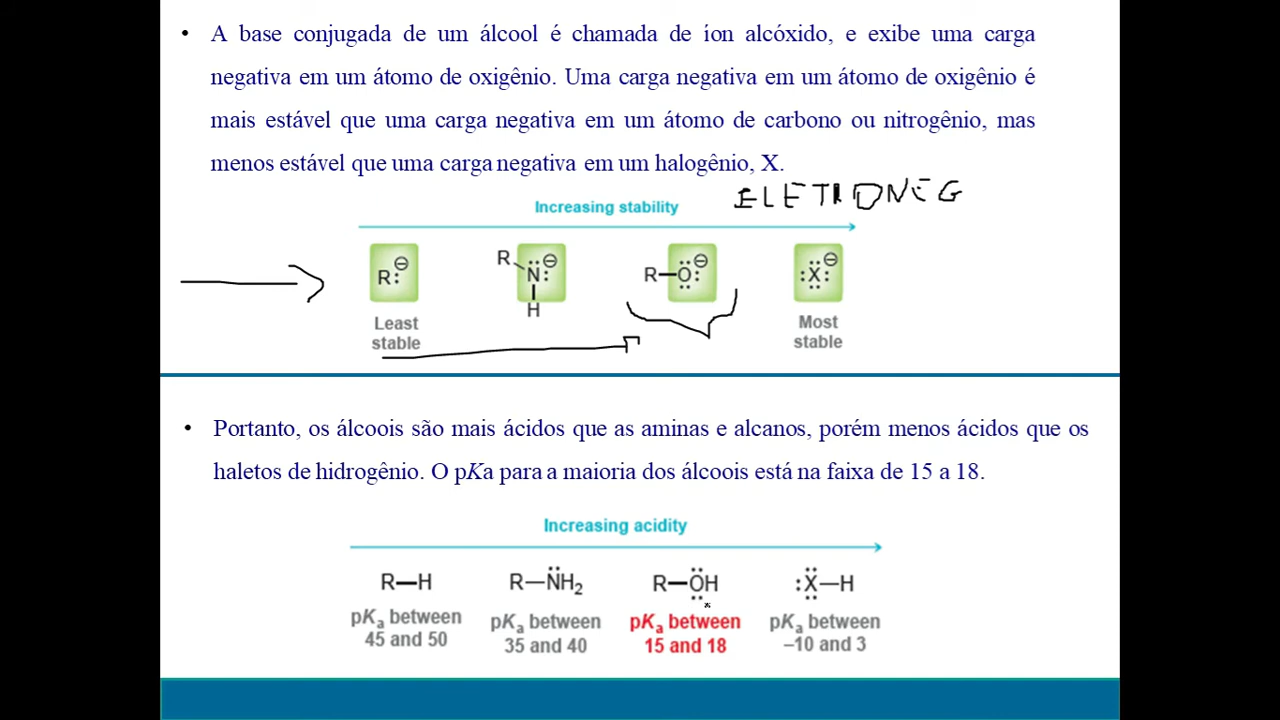 • A base conjugada de um álcool é chamada de íon alcóxido, e exibe uma carga
negativa em um átomo de oxigênio. Uma carga negativa em um átomo de oxigênio é
mais estável que uma carga negativa em um átomo de carbono ou nitrogênio, mas
menos estável que uma carga negativa em um halogênio, X.
ELETRONEG
Increasing stability
R:⊖ R–N̈:⊖ R–Ö:⊖ :Ẍ:⊖
H
Least Most
stable stable
• Portanto, os álcoois são mais ácidos que as aminas e alcanos, porém menos ácidos que os
haletos de hidrogênio. O pKa para a maioria dos álcoois está na faixa de 15 a 18.
Increasing acidity
R–H R–N̈H₂ R–ÖH :Ẍ–H
pKa between pKa between pKa between pKa between
45 and 50 35 and 40 15 and 18 –10 and 3